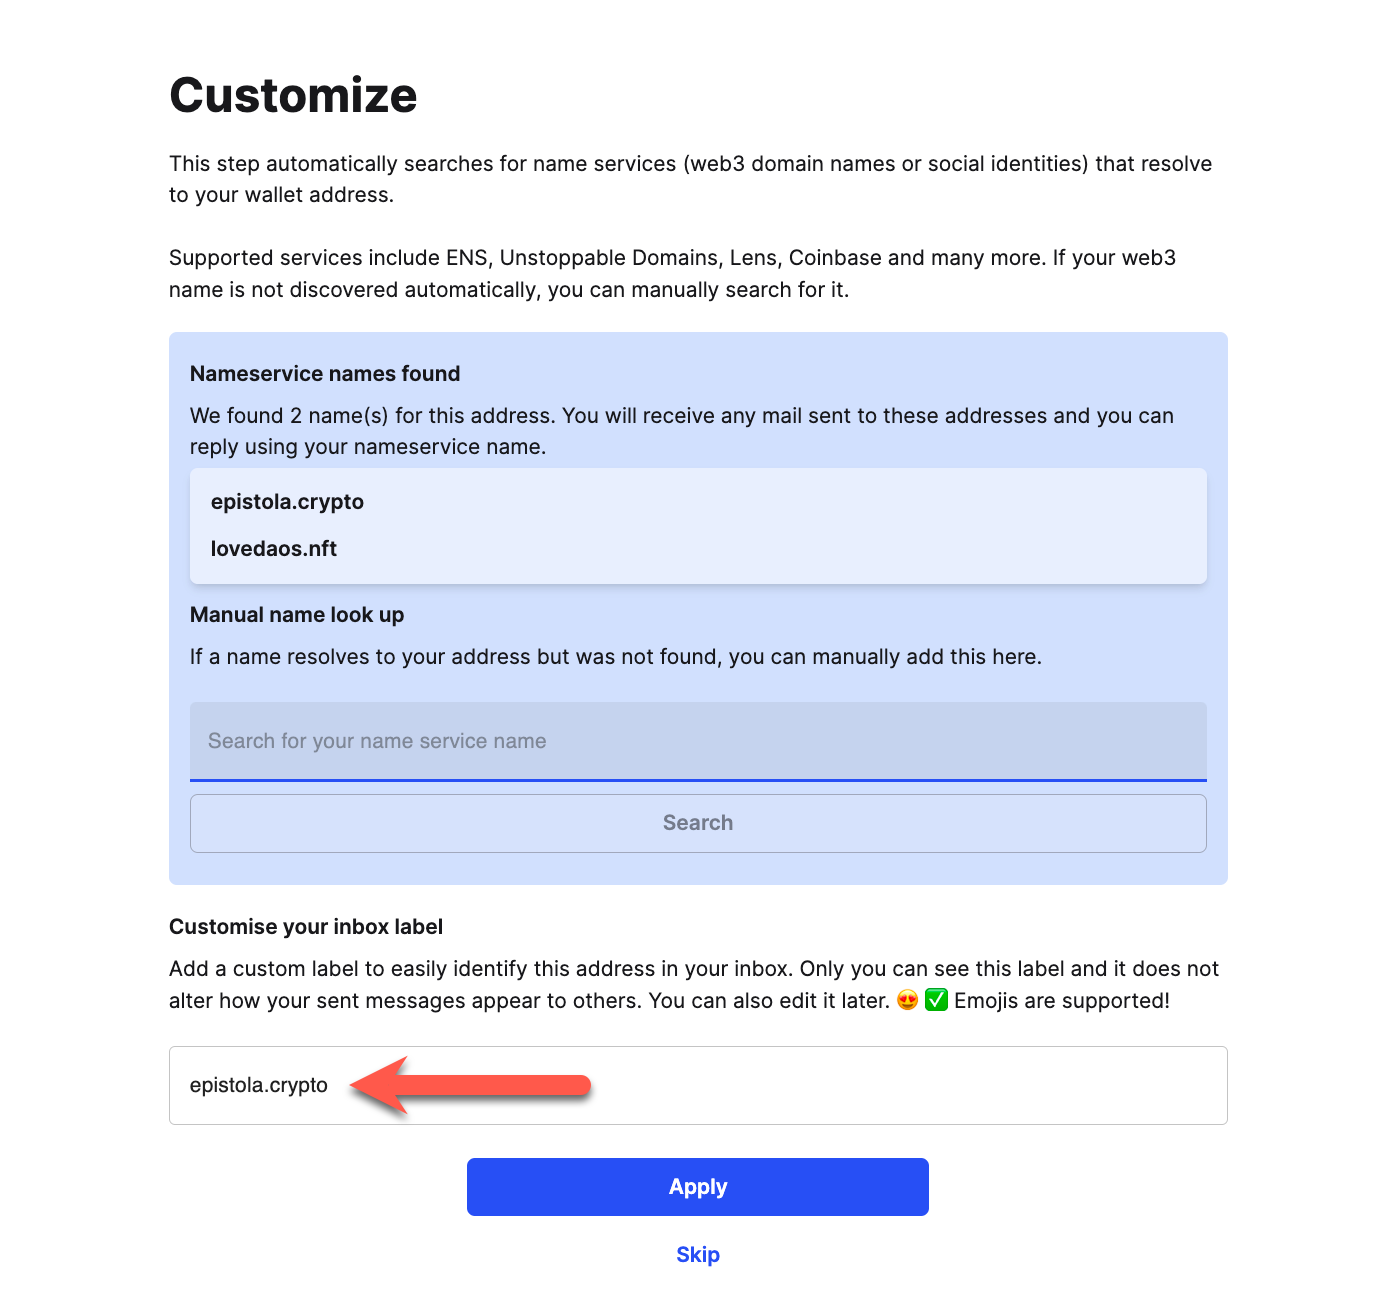 Customize
This step automatically searches for name services (web3 domain names or social identities) that resolve
to your wallet address.
Supported services include ENS, Unstoppable Domains, Lens, Coinbase and many more. If your web3
name is not discovered automatically, you can manually search for it.
Nameservice names found
We found 2 name(s) for this address. You will receive any mail sent to these addresses and you can
reply using your nameservice name.
epistola.crypto
lovedaos.nft
Manual name look up
If a name resolves to your address but was not found, you can manually add this here.
Search for your name service name
Search
Customise your inbox label
Add a custom label to easily identify this address in your inbox. Only you can see this label and it does not
alter how your sent messages appear to others. You can also edit it later. 😍 ✅ Emojis are supported!
epistola.crypto
Apply
Skip